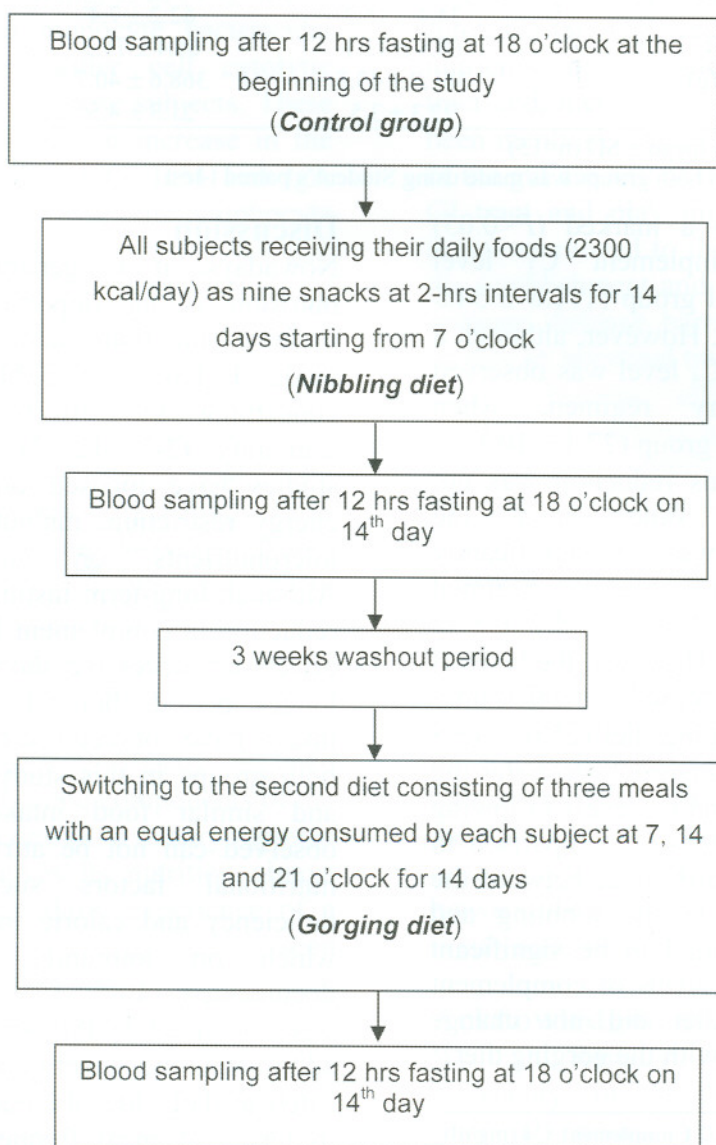 Blood sampling after 12 hrs fasting at 18 o'clock at the
beginning of the study
(Control group)
All subjects receiving their daily foods (2300
kcal/day) as nine snacks at 2-hrs intervals for 14
days starting from 7 o'clock
(Nibbling diet)
Blood sampling after 12 hrs fasting at 18 o'clock on
14th day
3 weeks washout period
Switching to the second diet consisting of three meals
with an equal energy consumed by each subject at 7, 14
and 21 o'clock for 14 days
(Gorging diet)
Blood sampling after 12 hrs fasting at 18 o'clock on
14th day